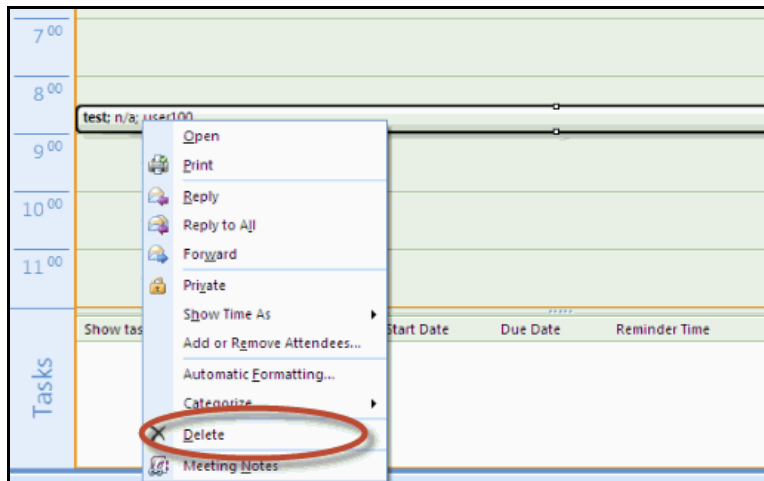 7 00
8 00
test; n/a; user100
Open
9 00
Print
Reply
10 00
Reply to All
Forward
11 00
Private
Show Time As
Show tas
Start Date Due Date Reminder Time
Add or Remove Attendees...
Tasks
Automatic Formatting...
Categorize
Delete
Meeting Notes